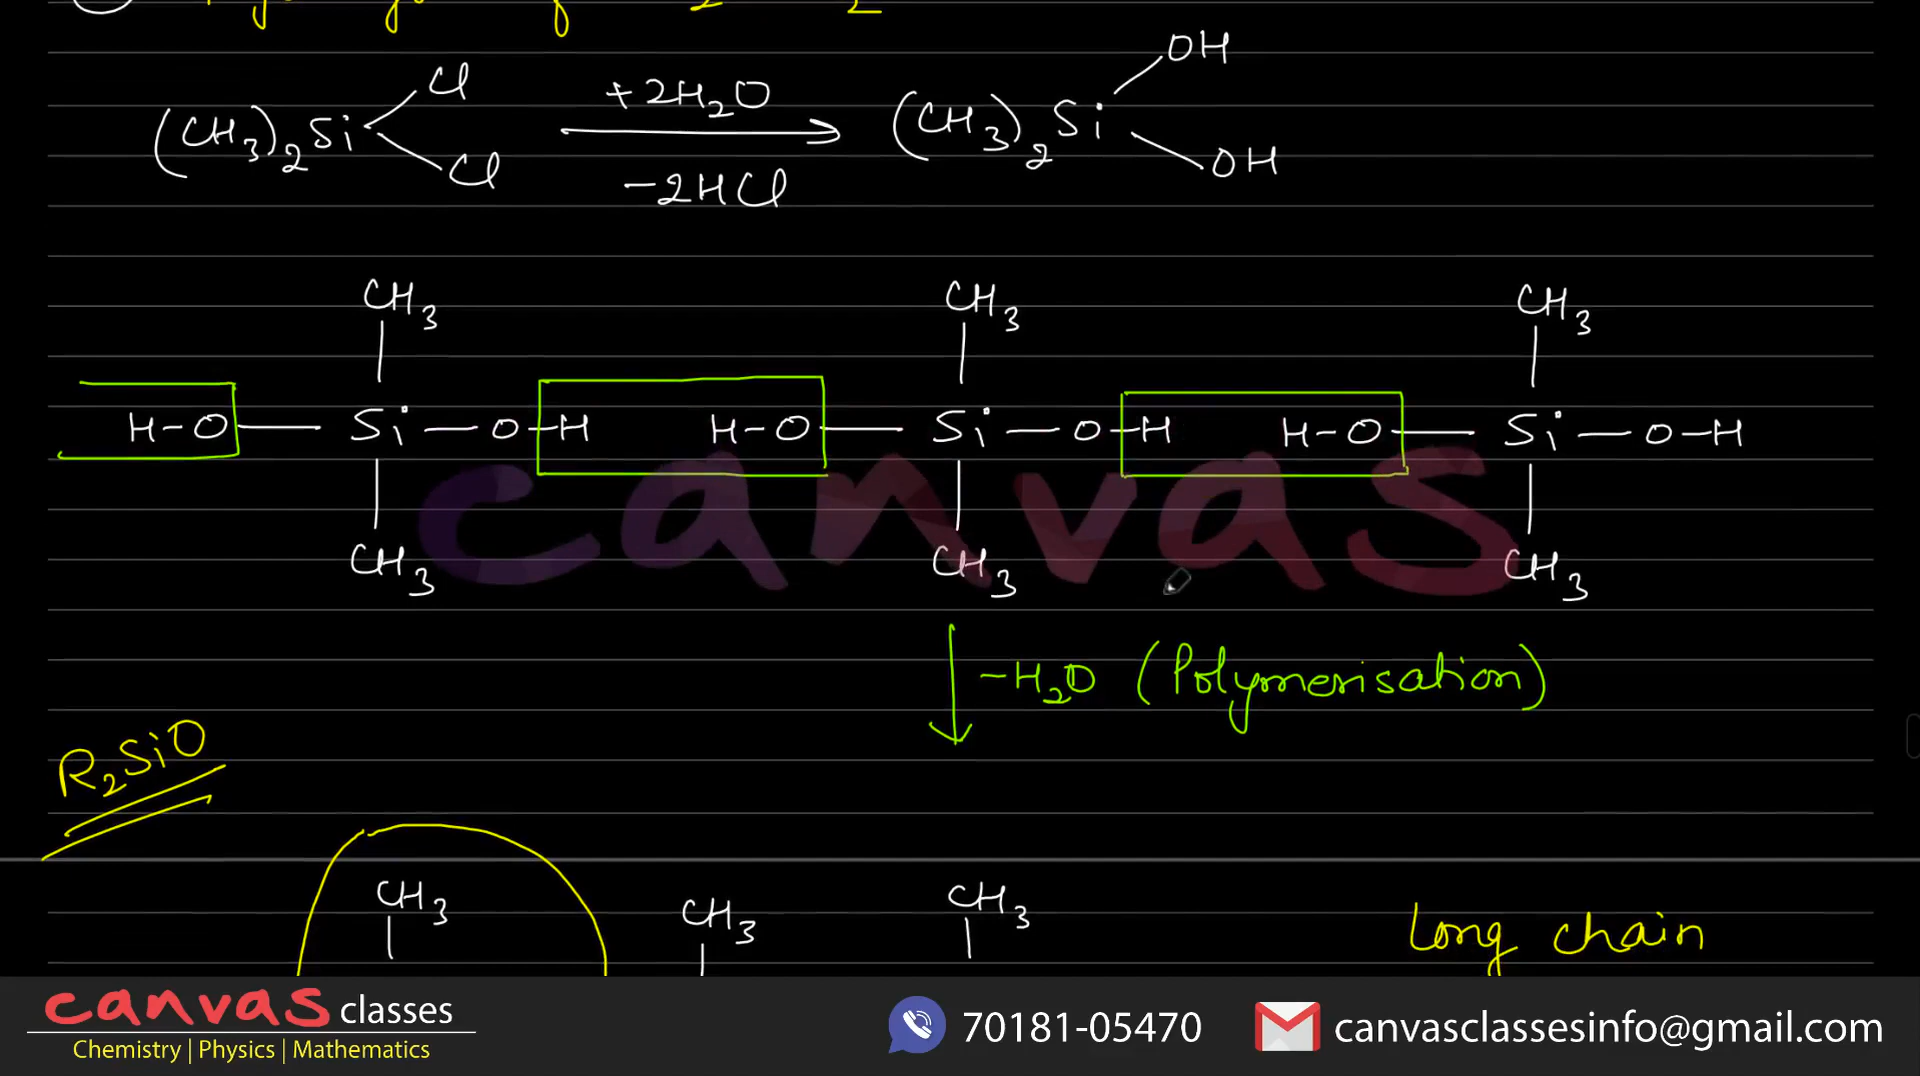 (CH3)2Si
Cl
Cl
+2H2O
-2HCl
(CH3)2Si
OH
OH
CH3 CH3 CH3
H-O — Si — O-H H-O — Si — O-H H-O — Si — O-H
CH3 CH3 CH3
canvas
-H2O (Polymerisation)
R2SiO
CH3 CH3 CH3
Long chain
canvas classes
Chemistry | Physics | Mathematics
70181-05470
canvasclassesinfo@gmail.com